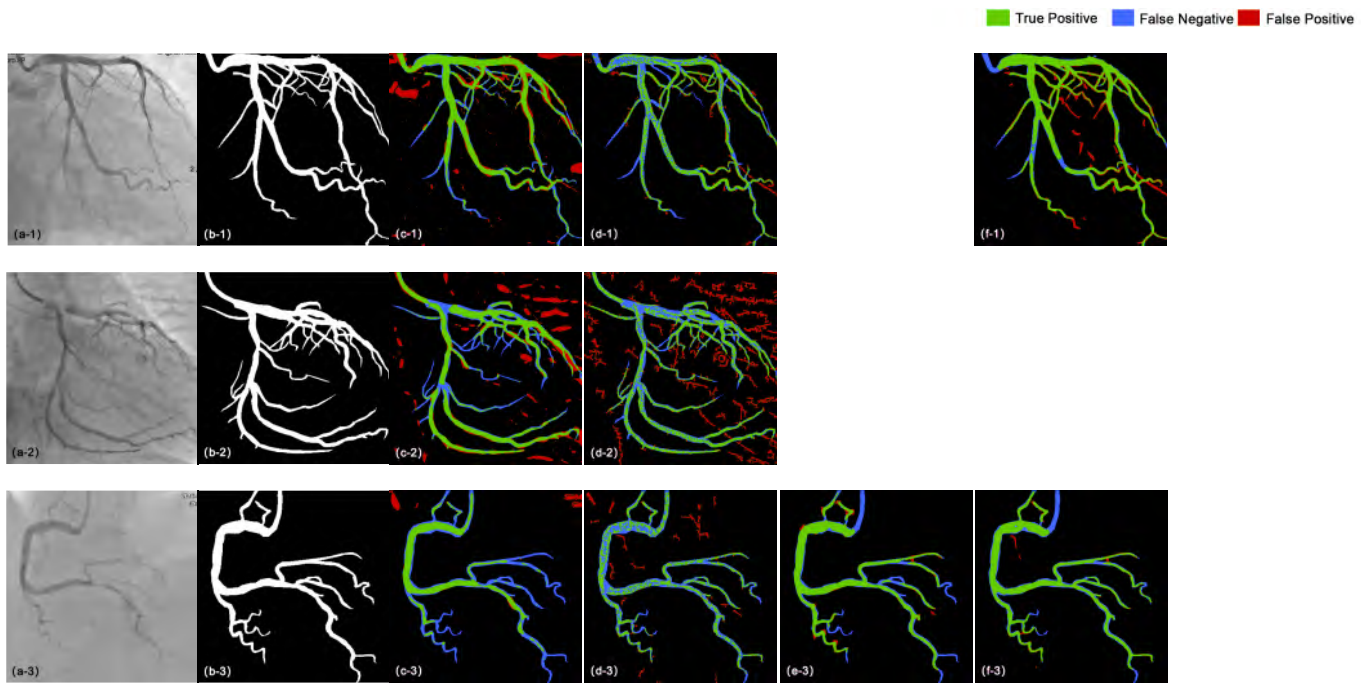 True Positive False Negative False Positive
(a-1) (b-1) (c-1) (d-1) (f-1)
(a-2) (b-2) (c-2) (d-2)
(a-3) (b-3) (c-3) (d-3) (e-3) (f-3)